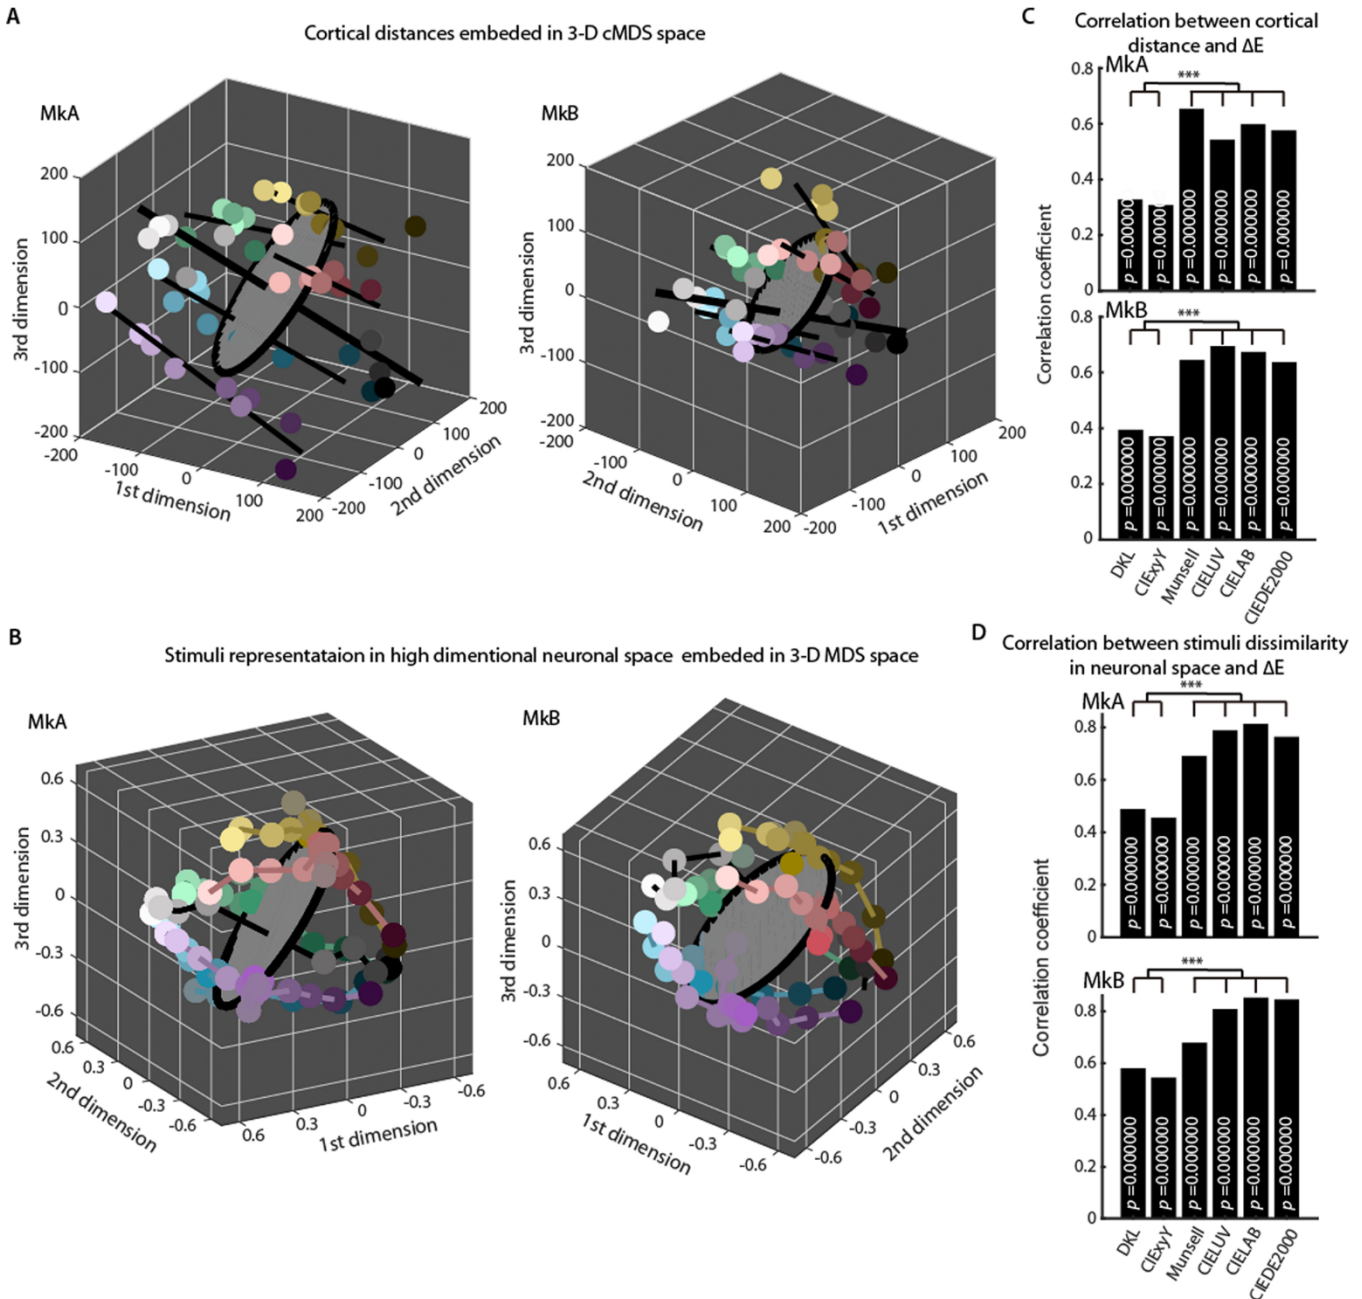 A
Cortical distances embeded in 3-D cMDS space
MkA
200
100
0
-100
-200
3rd dimension
-200
-100
0
100
200
1st dimension
-200
-100
0
100
200
2nd dimension
MkB
200
100
0
-100
-200
3rd dimension
-200
-100
0
100
200
2nd dimension
-200
-100
0
100
200
1st dimension
C
Correlation between cortical
distance and ΔE
MkA
***
0.8
0.6
0.4
0.2
0
p =0.000000
p =0.000000
p =0.000000
p =0.000000
p =0.000000
p =0.000000
Correlation coefficient
MkB
***
0.8
0.6
0.4
0.2
0
p =0.000000
p =0.000000
p =0.000000
p =0.000000
p =0.000000
p =0.000000
DKL
CIExyY
Munsell
CIELUV
CIELAB
CIEDE2000
B
Stimuli representataion in high dimentional neuronal space embeded in 3-D MDS space
MkA
0.6
0.3
0
-0.3
-0.6
3rd dimension
0.6
0.3
0
-0.3
-0.6
2nd dimension
0.6
0.3
0
-0.3
-0.6
1st dimension
MkB
0.6
0.3
0
-0.3
-0.6
3rd dimension
0.6
0.3
0
-0.3
-0.6
1st dimension
-0.6
-0.3
0
0.3
0.6
2nd dimension
D
Correlation between stimuli dissimilarity
in neuronal space and ΔE
MkA
***
0.8
0.6
0.4
0.2
0
p =0.000000
p =0.000000
p =0.000000
p =0.000000
p =0.000000
p =0.000000
Correlation coefficient
MkB
***
0.8
0.6
0.4
0.2
0
p =0.000000
p =0.000000
p =0.000000
p =0.000000
p =0.000000
p =0.000000
DKL
CIExyY
Munsell
CIELUV
CIELAB
CIEDE2000